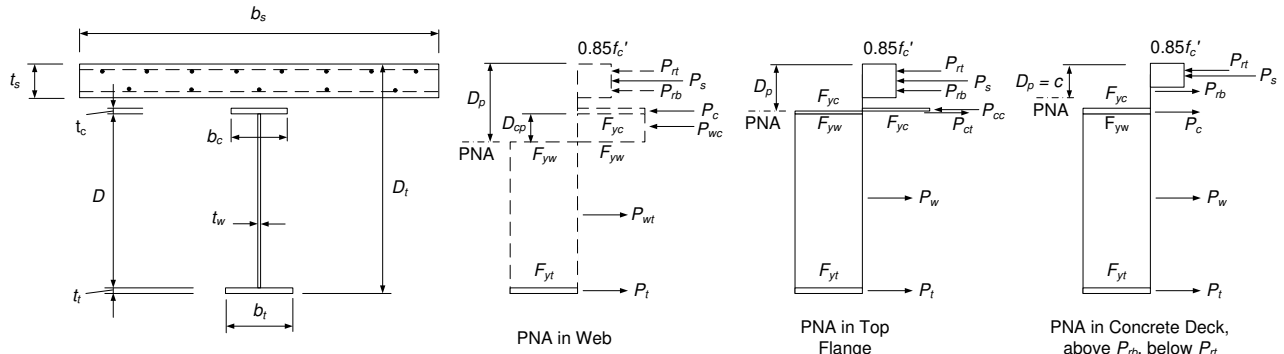 b_s
t_s
t_c
b_c
D
D_t
t_w
t_t
b_t
0.85f_c'
P_rt
P_s
P_rb
D_p
P_c
D_cp
F_yc
P_wc
PNA
F_yw
F_yw
P_wt
F_yt
P_t
PNA in Web
0.85f_c'
P_rt
P_s
P_rb
D_p
F_yc
P_cc
PNA
F_yw
F_yc
P_ct
P_w
F_yt
P_t
PNA in Top
Flange
0.85f_c'
P_rt
P_s
D_p = c
P_rb
PNA
F_yc
F_yw
P_c
P_w
F_yt
P_t
PNA in Concrete Deck,
above P_rb, below P_rt